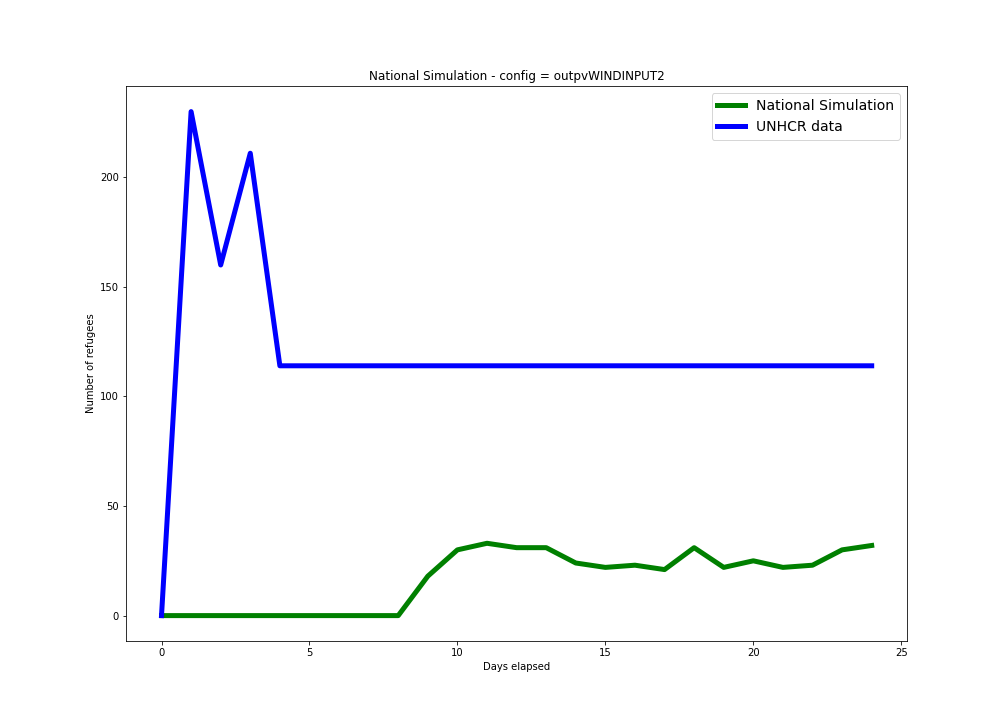 National Simulation - config = outpvWINDINPUT2
National Simulation
UNHCR data
Number of refugees
200
150
100
50
0
0 5 10 15 20 25
Days elapsed